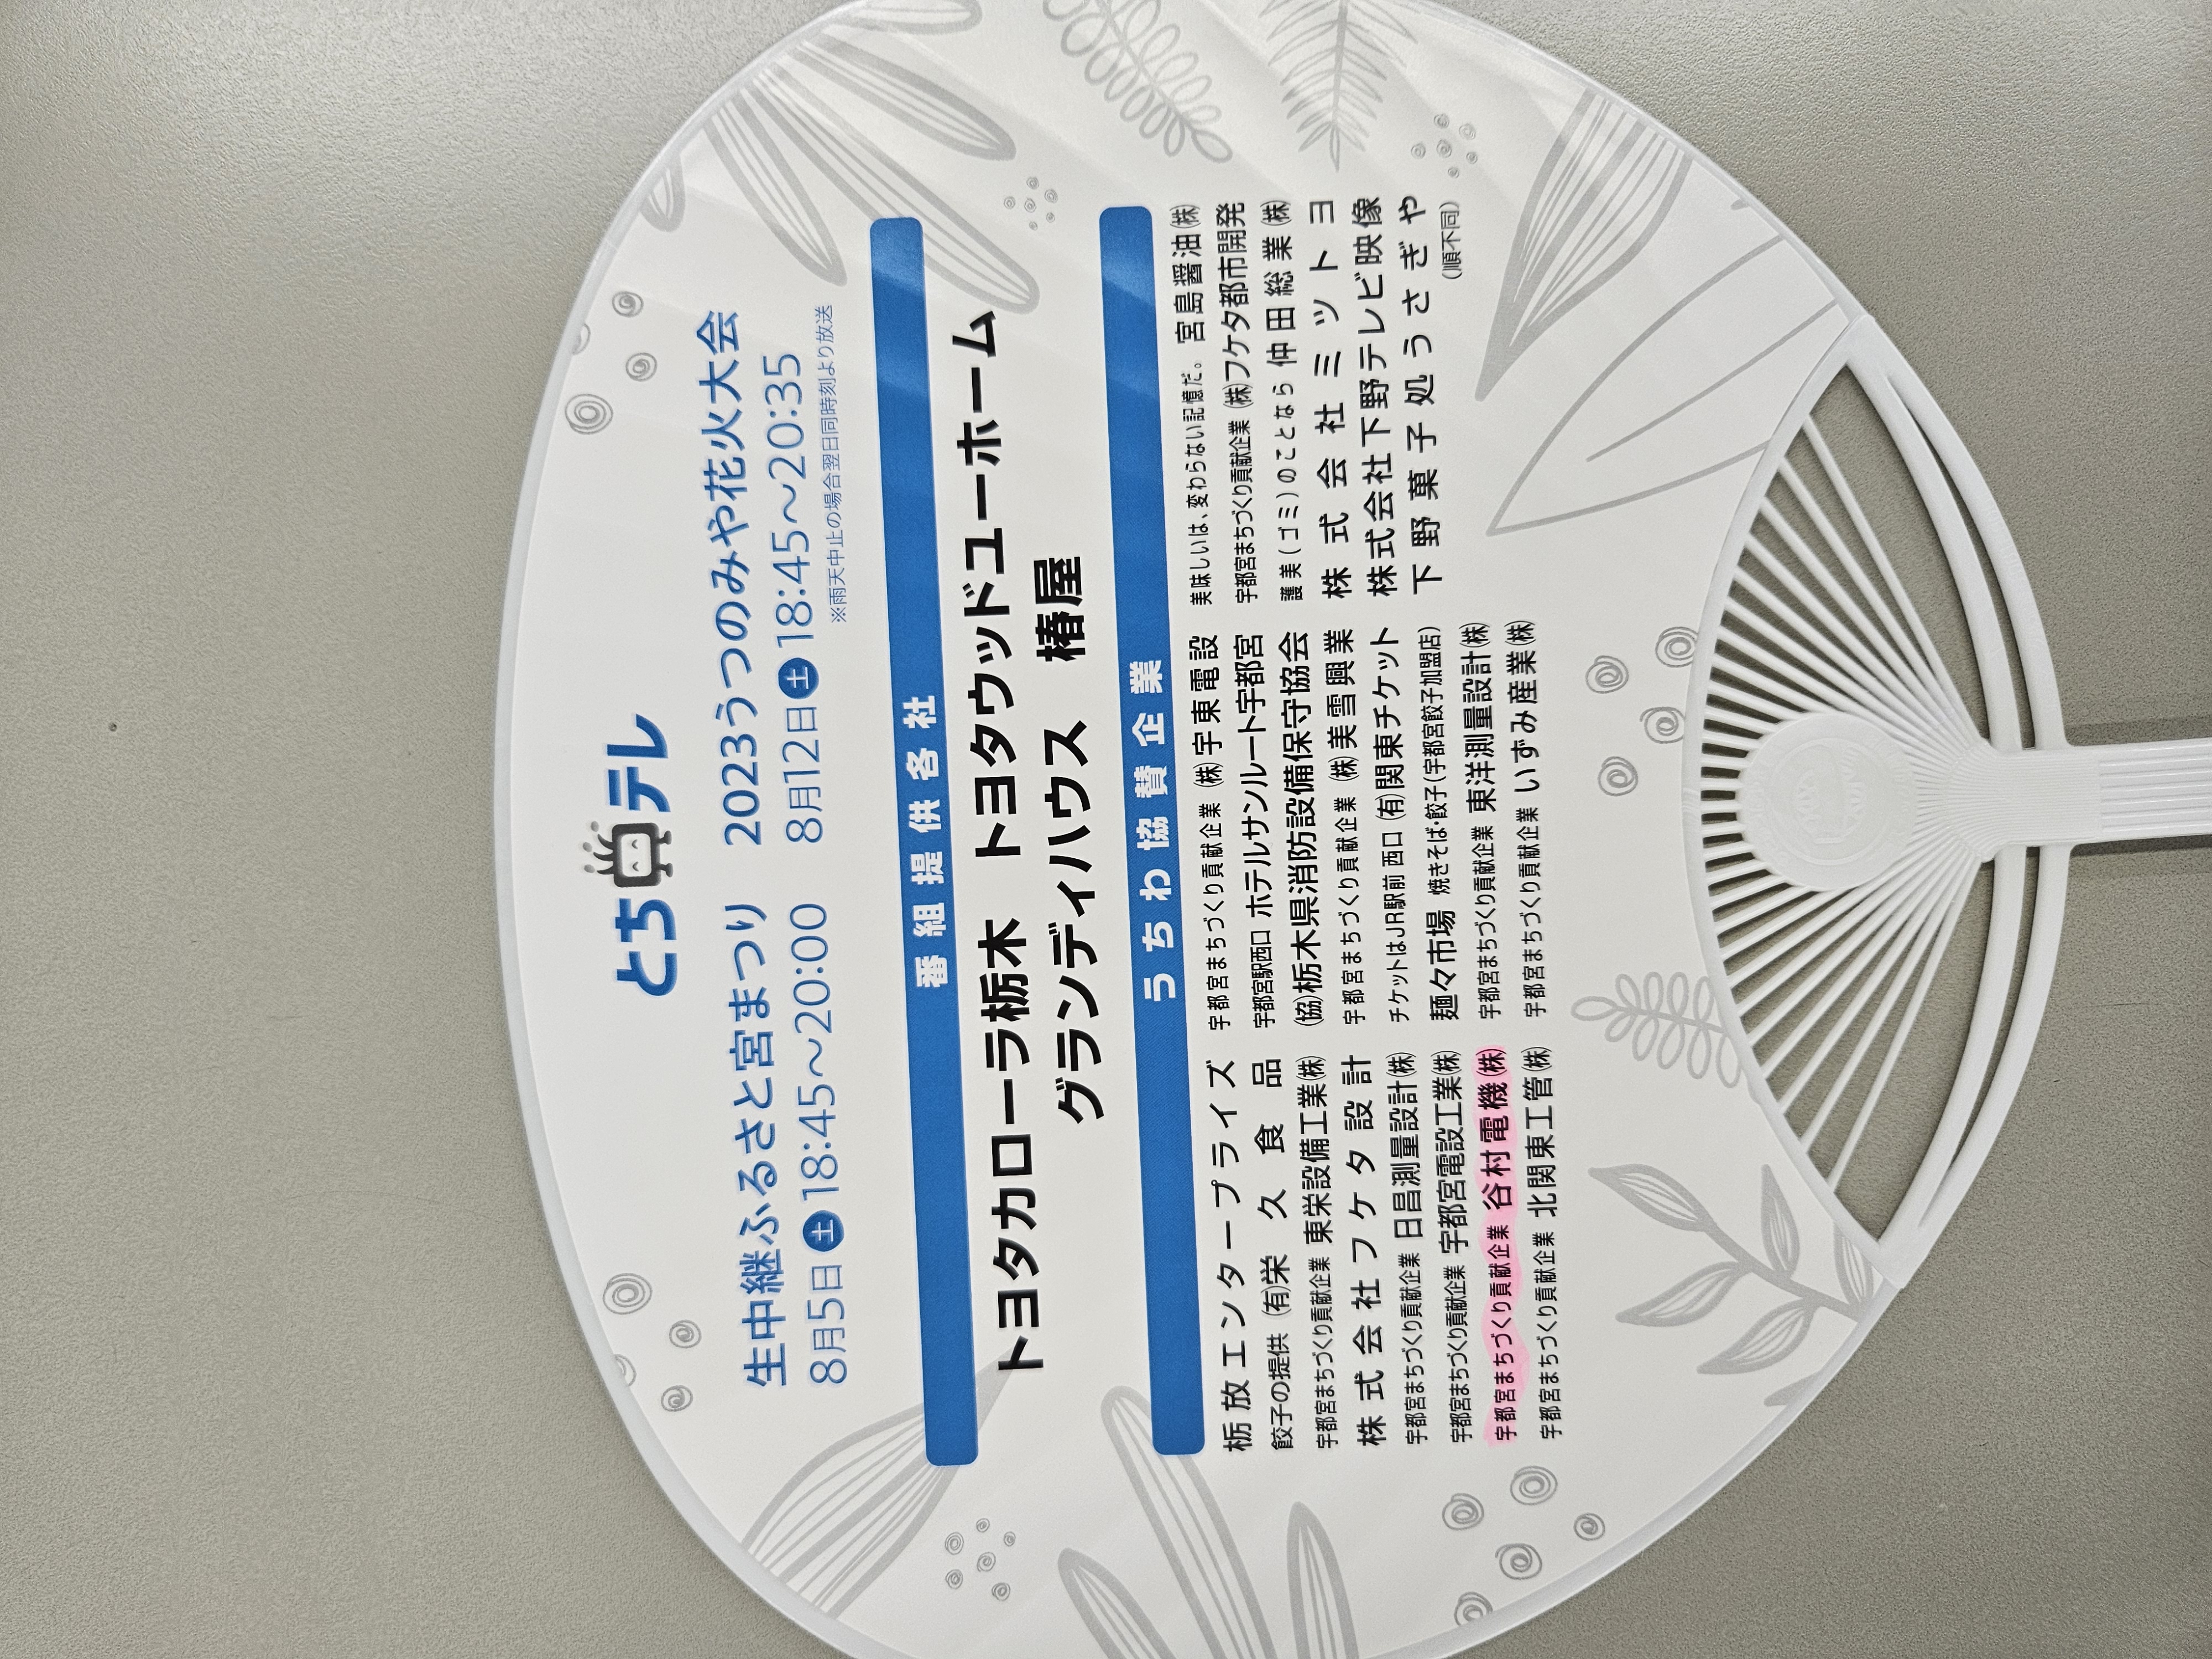 とちテレ
生中継ふるさと宮まつり
8月5日土18:45～20:00
2023うつのみや花火大会
8月12日土18:45～20:35
※雨天中止の場合翌日同時刻より放送
番組提供各社
トヨタカローラ栃木 トヨタウッドユーホーム
グランディハウス 椿屋
うちわ協賛企業
栃放エンタープライズ
餃子の提供 ㈲栄久食品
宇都宮まちづくり貢献企業 東栄設備工業㈱
株式会社フケタ設計
宇都宮まちづくり貢献企業 日昌測量設計㈱
宇都宮まちづくり貢献企業 宇都宮電設工業㈱
宇都宮まちづくり貢献企業 谷村電機㈱
宇都宮まちづくり貢献企業 北関東工管㈱
宇都宮まちづくり貢献企業 ㈱宇東電設
宇都宮駅西口 ホテルサンルート宇都宮
㈿栃木県消防設備保守協会
宇都宮まちづくり貢献企業 ㈱美雪興業
チケットはJR駅前西口 ㈲関東チケット
麺々市場 焼きそば・餃子(宇都宮餃子加盟店)
宇都宮まちづくり貢献企業 東洋測量設計㈱
宇都宮まちづくり貢献企業 いずみ産業㈱
美味しいは、変わらない記憶だ。 宮島醤油㈱
宇都宮まちづくり貢献企業 ㈱フケタ都市開発
護美(ゴミ)のことなら 仲田総業㈱
株式会社ミットヨ
株式会社下野テレビ映像
下野菓子処うさぎや
(順不同)